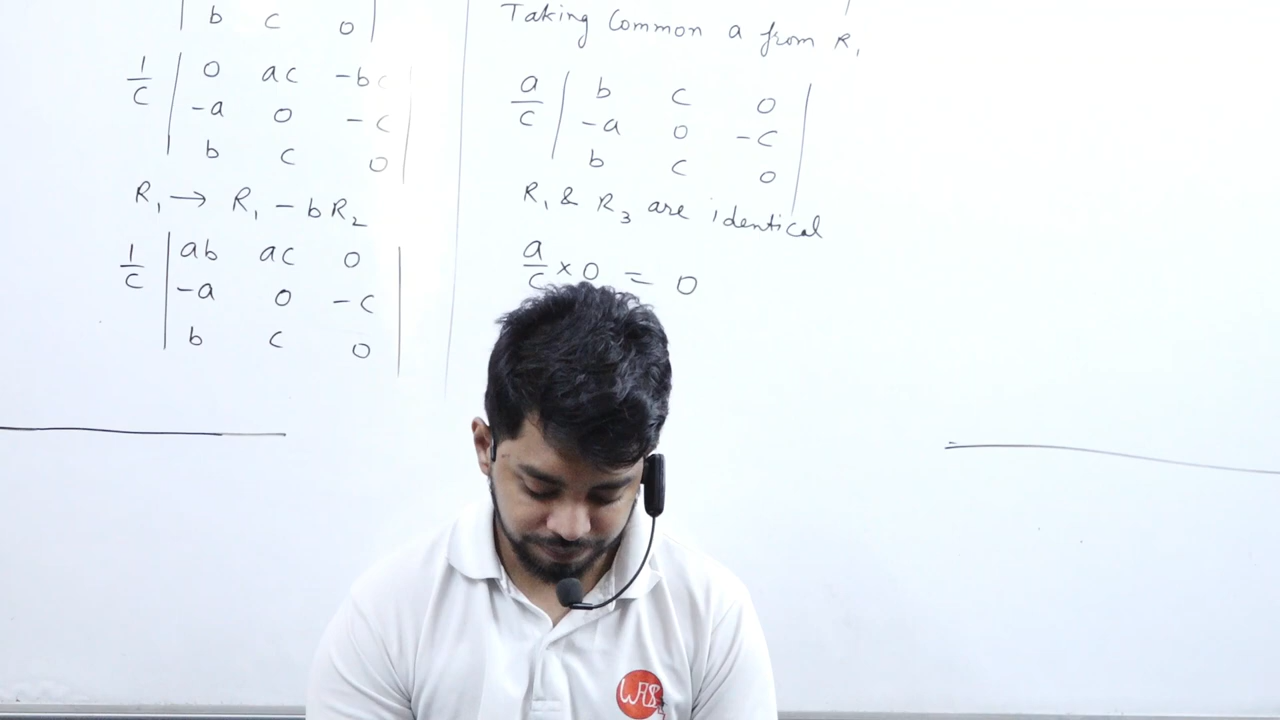 | b c 0 |
1/c | 0 ac -bc |
| -a 0 -c |
| b c 0 |
R₁ → R₁ - bR₂
1/c | ab ac 0 |
| -a 0 -c |
| b c 0 |
Taking Common a from R₁
a/c | b c 0 |
| -a 0 -c |
| b c 0 |
R₁ & R₃ are identical
a/c × 0 = 0